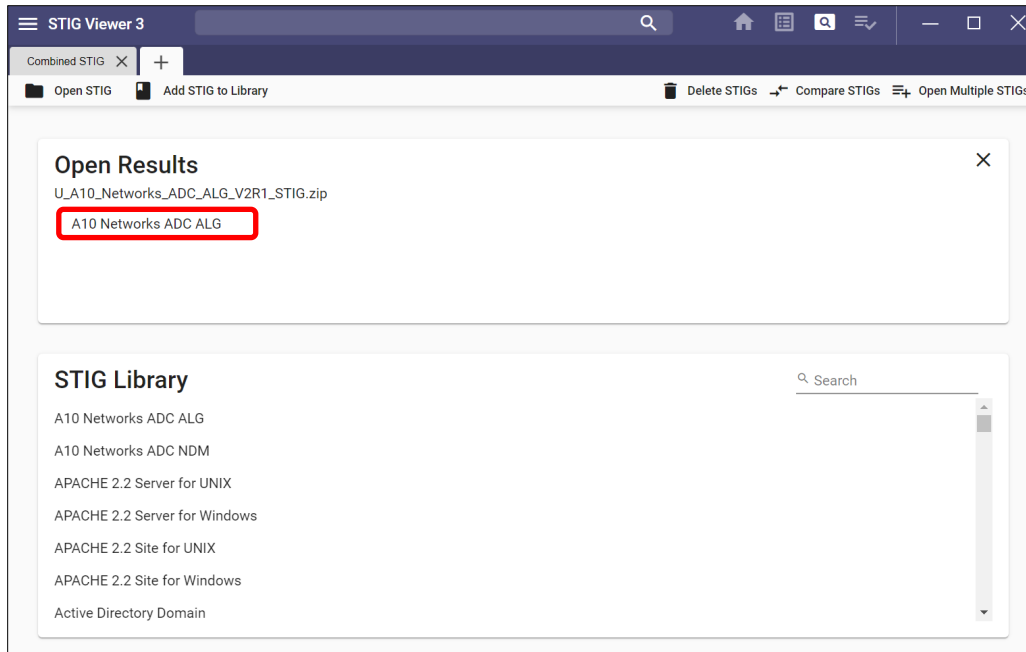 STIG Viewer 3
Combined STIG
Open STIG Add STIG to Library Delete STIGs Compare STIGs Open Multiple STIGs
Open Results
U_A10_Networks_ADC_ALG_V2R1_STIG.zip
A10 Networks ADC ALG
STIG Library
Search
A10 Networks ADC ALG
A10 Networks ADC NDM
APACHE 2.2 Server for UNIX
APACHE 2.2 Server for Windows
APACHE 2.2 Site for UNIX
APACHE 2.2 Site for Windows
Active Directory Domain